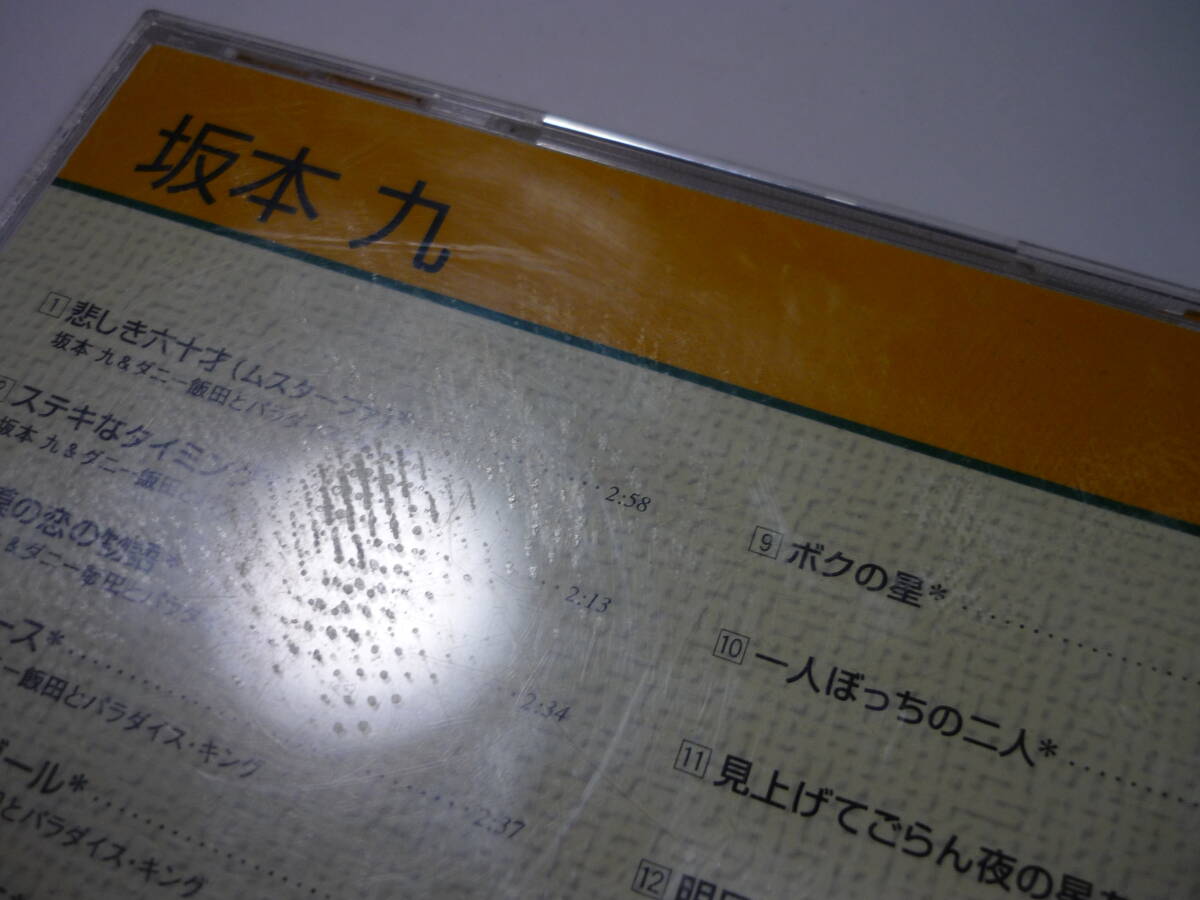 坂本 九
1 悲しき六十才(ムスターファ)*
坂本 九&ダニー飯田とパラダ
2:58
ステキなタイミング
坂本 九&ダニー飯田と
2:13
の恋の物語*
&ダニー飯田とパラダ
2:34
ース*
ー飯田とパラダイス・キング
2:37
ール*
とパラダイス・キング
9 ボクの星*
10 一人ぼっちの二人*
11 見上げてごらん夜の星を
12 明日